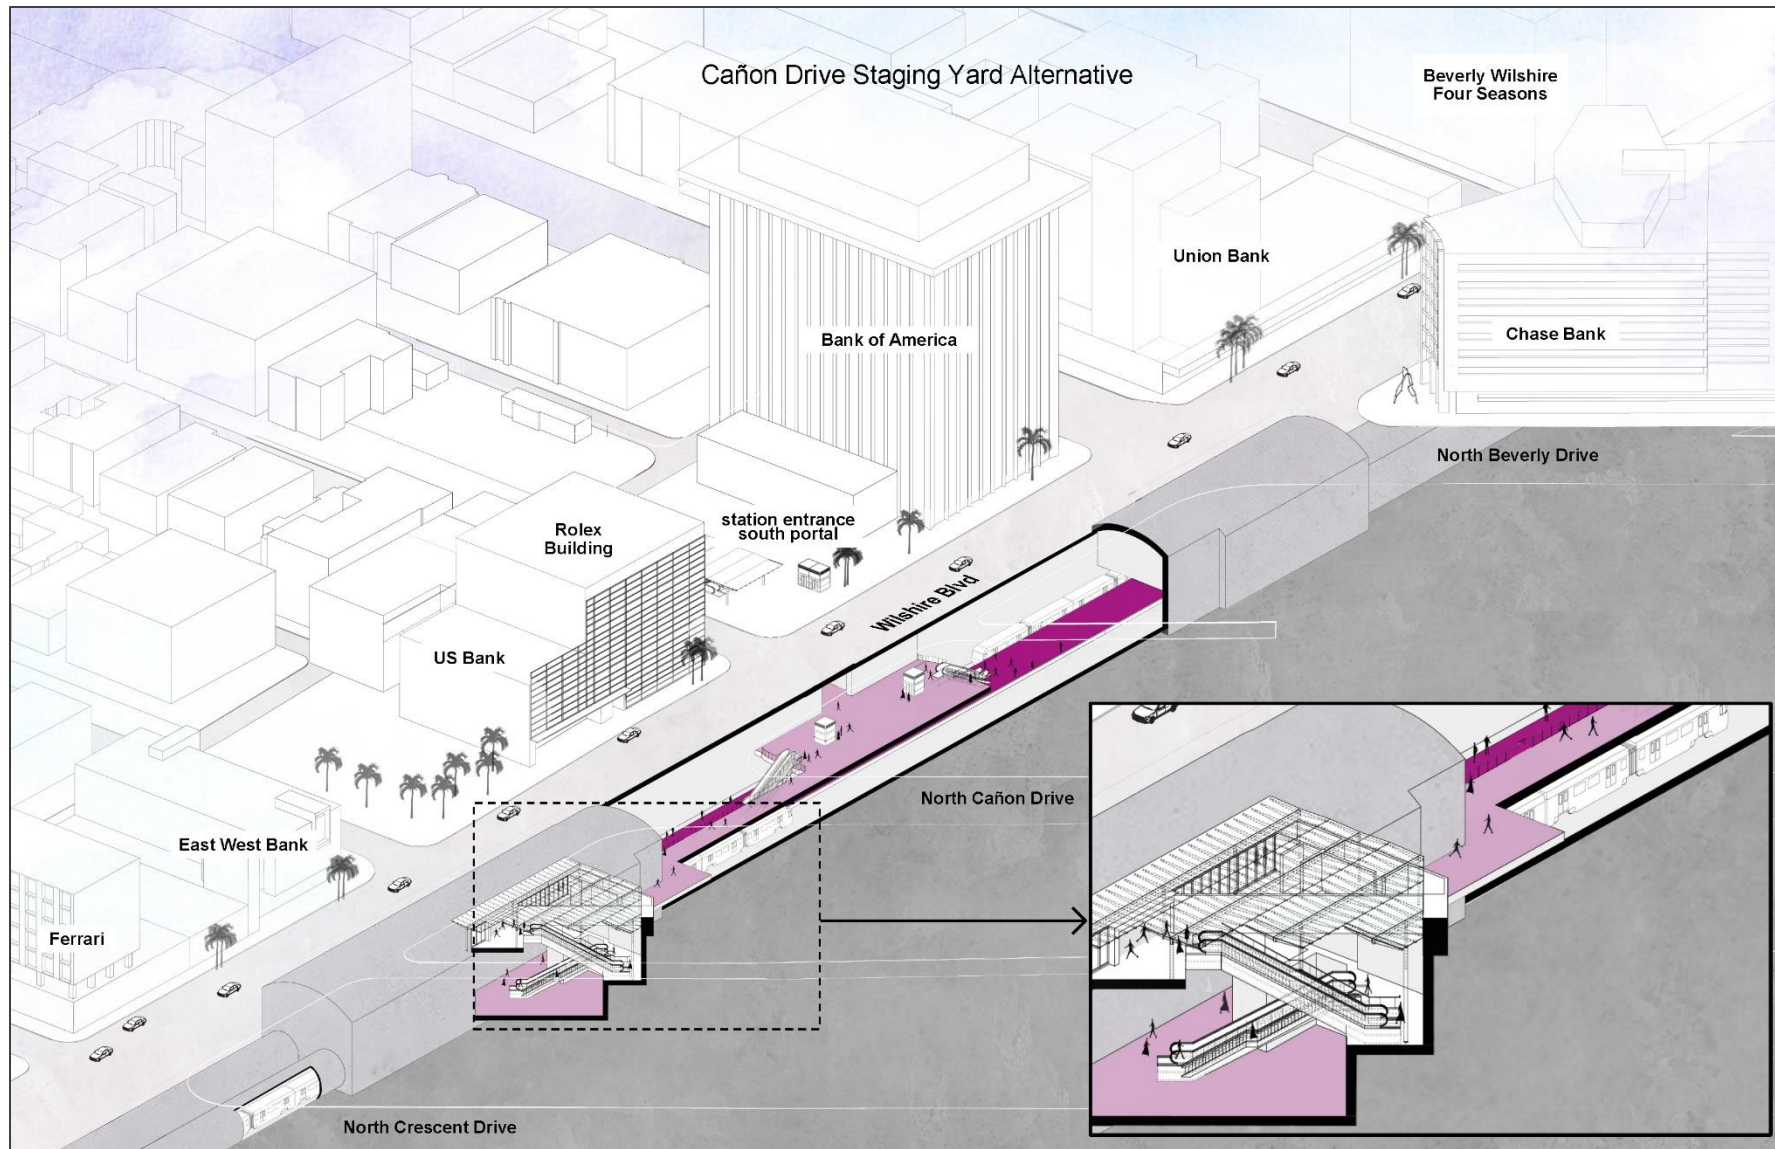 Cañon Drive Staging Yard Alternative
Beverly Wilshire
Four Seasons
Union Bank
Bank of America
Chase Bank
North Beverly Drive
station entrance
south portal
Rolex
Building
Wilshire Blvd
US Bank
North Cañon Drive
East West Bank
Ferrari
North Crescent Drive